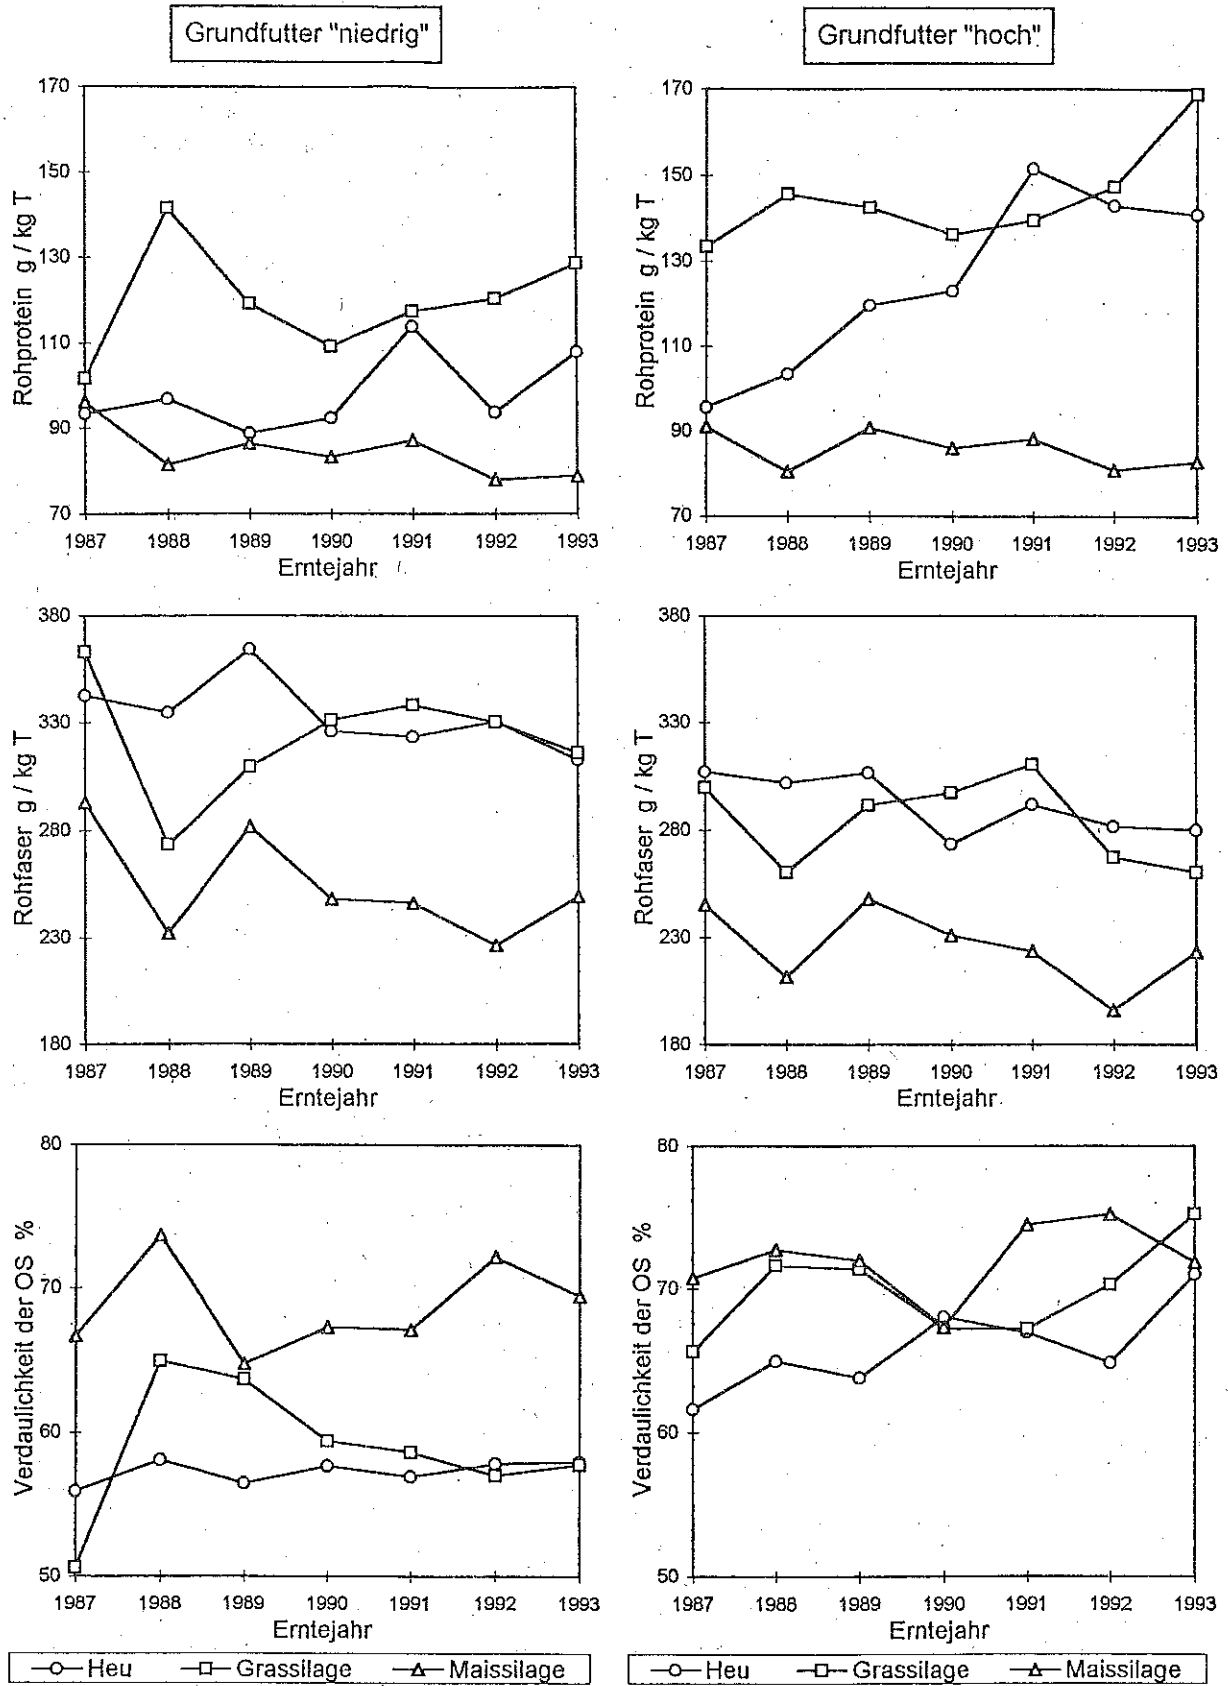 Grundfutter "niedrig"
Grundfutter "hoch"
Rohprotein g / kg T
170
150
130
110
90
70
1987 1988 1989 1990 1991 1992 1993
Erntejahr
Rohprotein g / kg T
170
150
130
110
90
70
1987 1988 1989 1990 1991 1992 1993
Erntejahr
Rohfaser g / kg T
380
330
280
230
180
1987 1988 1989 1990 1991 1992 1993
Erntejahr
Rohfaser g / kg T
380
330
280
230
180
1987 1988 1989 1990 1991 1992 1993
Erntejahr
Verdaulichkeit der OS %
80
70
60
50
1987 1988 1989 1990 1991 1992 1993
Erntejahr
Verdaulichkeit der OS %
80
70
60
50
1987 1988 1989 1990 1991 1992 1993
Erntejahr
Heu Grassilage Maissilage
Heu Grassilage Maissilage